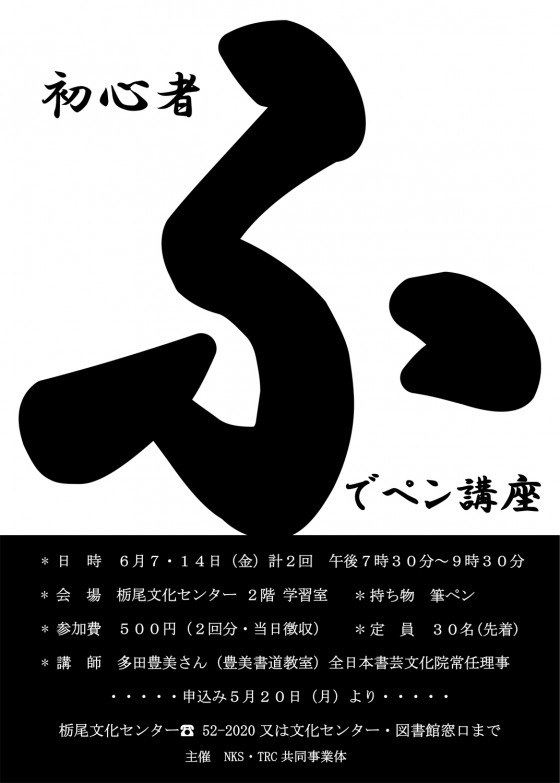 初心者
ふ
でペン講座
＊日　時　６月７・１４日（金）計２回　午後７時３０分～９時３０分
＊会　場　栃尾文化センター ２階 学習室　＊持ち物　筆ペン
＊参加費　５００円（２回分・当日徴収）　＊定　員　３０名(先着)
＊講　師　多田豊美さん（豊美書道教室）全日本書芸文化院常任理事
・・・・・申込み５月２０日（月）より・・・・・
栃尾文化センター☎ 52-2020 又は文化センター・図書館窓口まで
主催　NKS・TRC 共同事業体